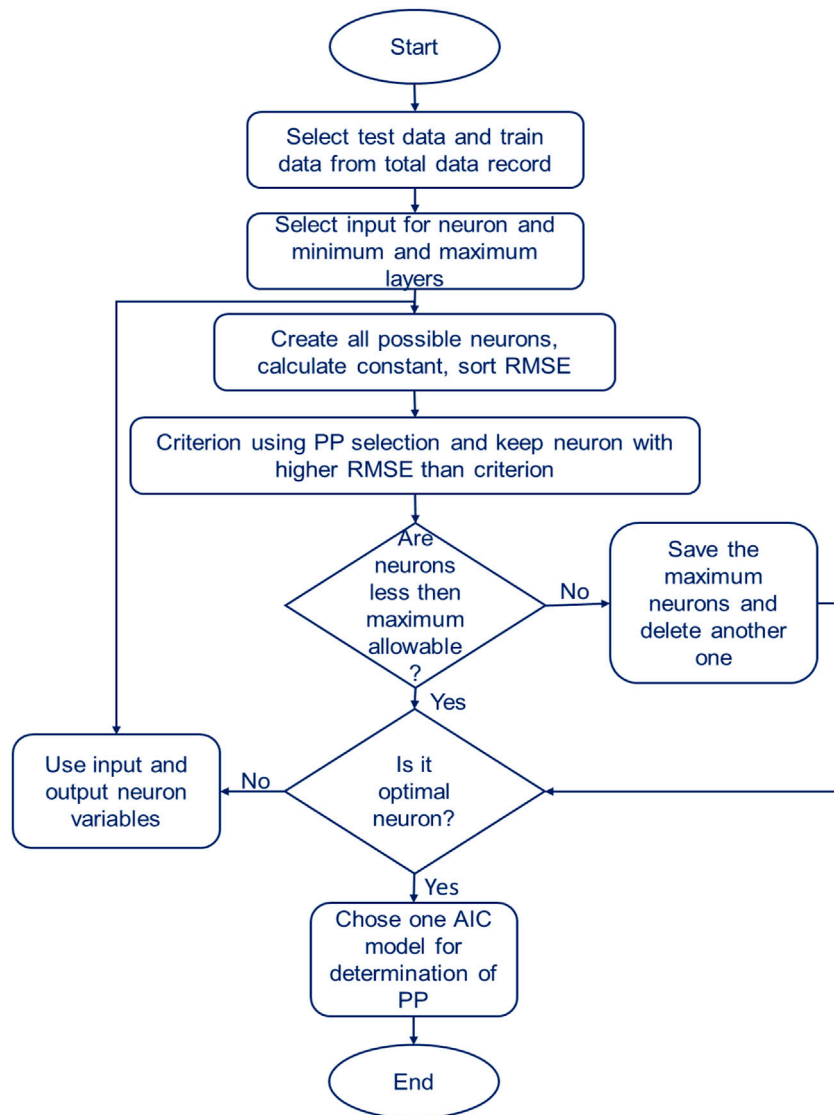 Start
Select test data and train
data from total data record
Select input for neuron and
minimum and maximum
layers
Create all possible neurons,
calculate constant, sort RMSE
Criterion using PP selection and keep neuron with
higher RMSE than criterion
Are
neurons
less then
maximum
allowable
?
No
Save the
maximum
neurons and
delete another
one
Yes
Is it
optimal
neuron?
No
Use input and
output neuron
variables
Yes
Chose one AIC
model for
determination of
PP
End